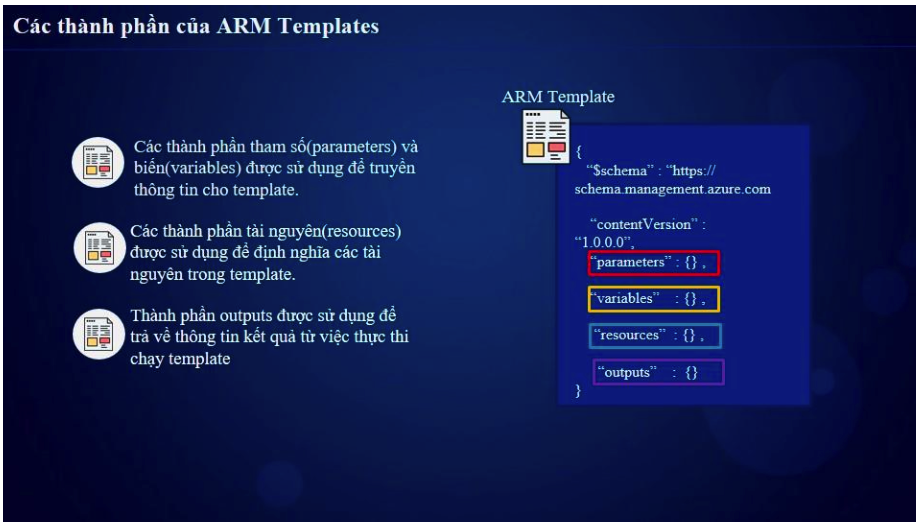 Các thành phần của ARM Templates
Các thành phần tham số(parameters) và
biến(variables) được sử dụng để truyền
thông tin cho template.
Các thành phần tài nguyên(resources)
được sử dụng để định nghĩa các tài
nguyên trong template.
Thành phần outputs được sử dụng để
trả về thông tin kết quả từ việc thực thi
chạy template
ARM Template
{
“$schema” : “https://
schema.management.azure.com
“contentVersion” :
“1.0.0.0”,
“parameters” : {} ,
“variables” : {} ,
“resources” : {} ,
“outputs” : {}
}